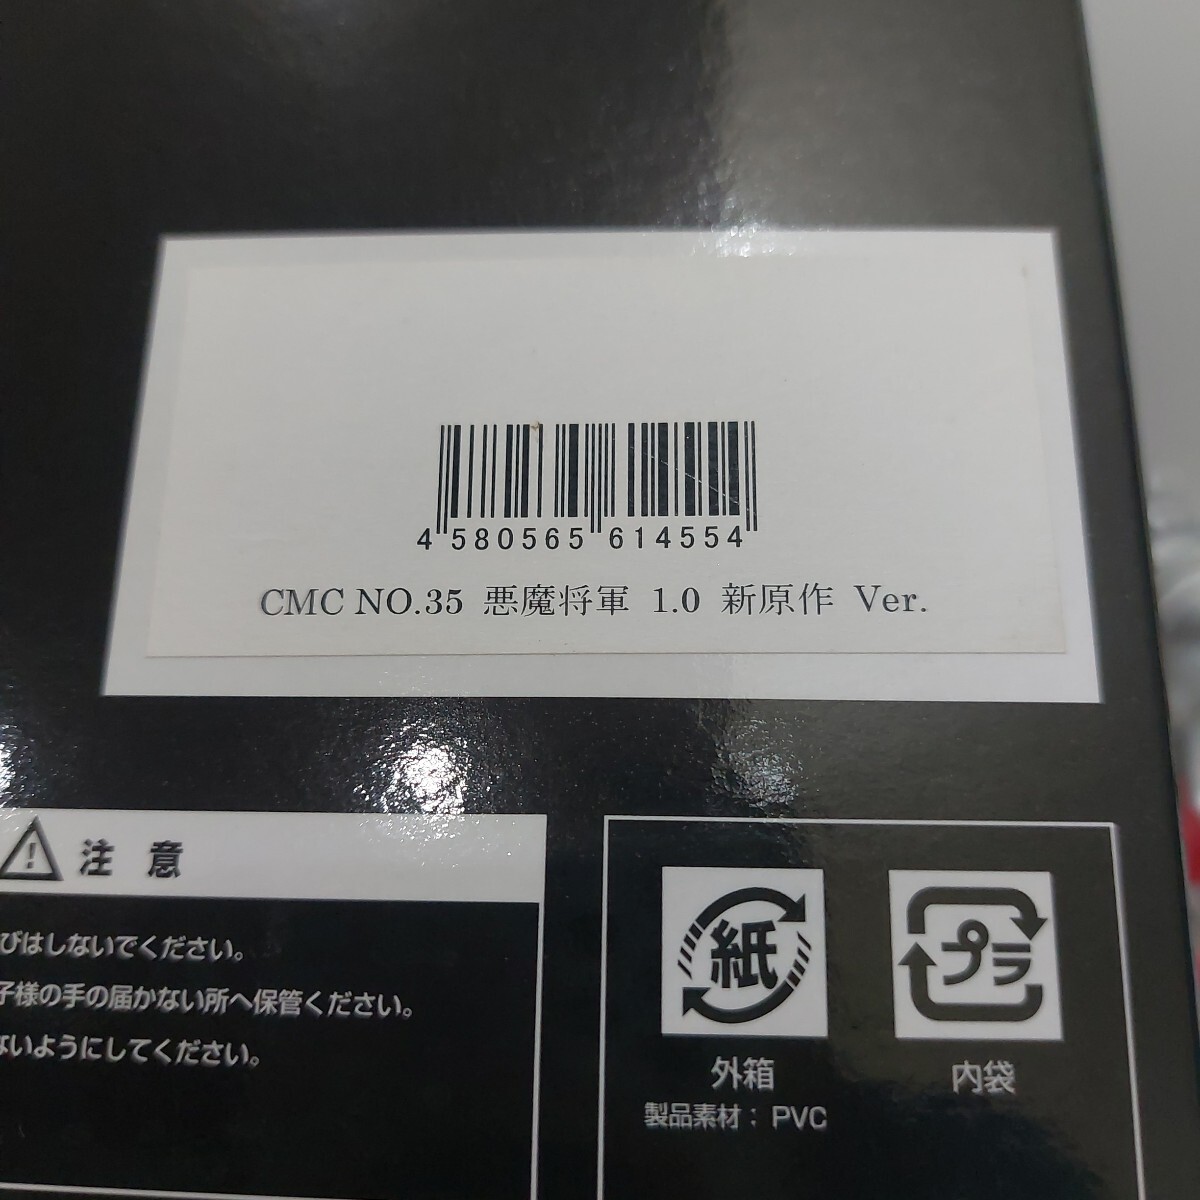 4 580565 614554
CMC NO.35 悪魔将軍 1.0 新原作 Ver.
注 意
びはしないでください。
子様の手の届かない所へ保管ください。
ないようにしてください。
紙
プラ
外箱
内袋
製品素材：PVC